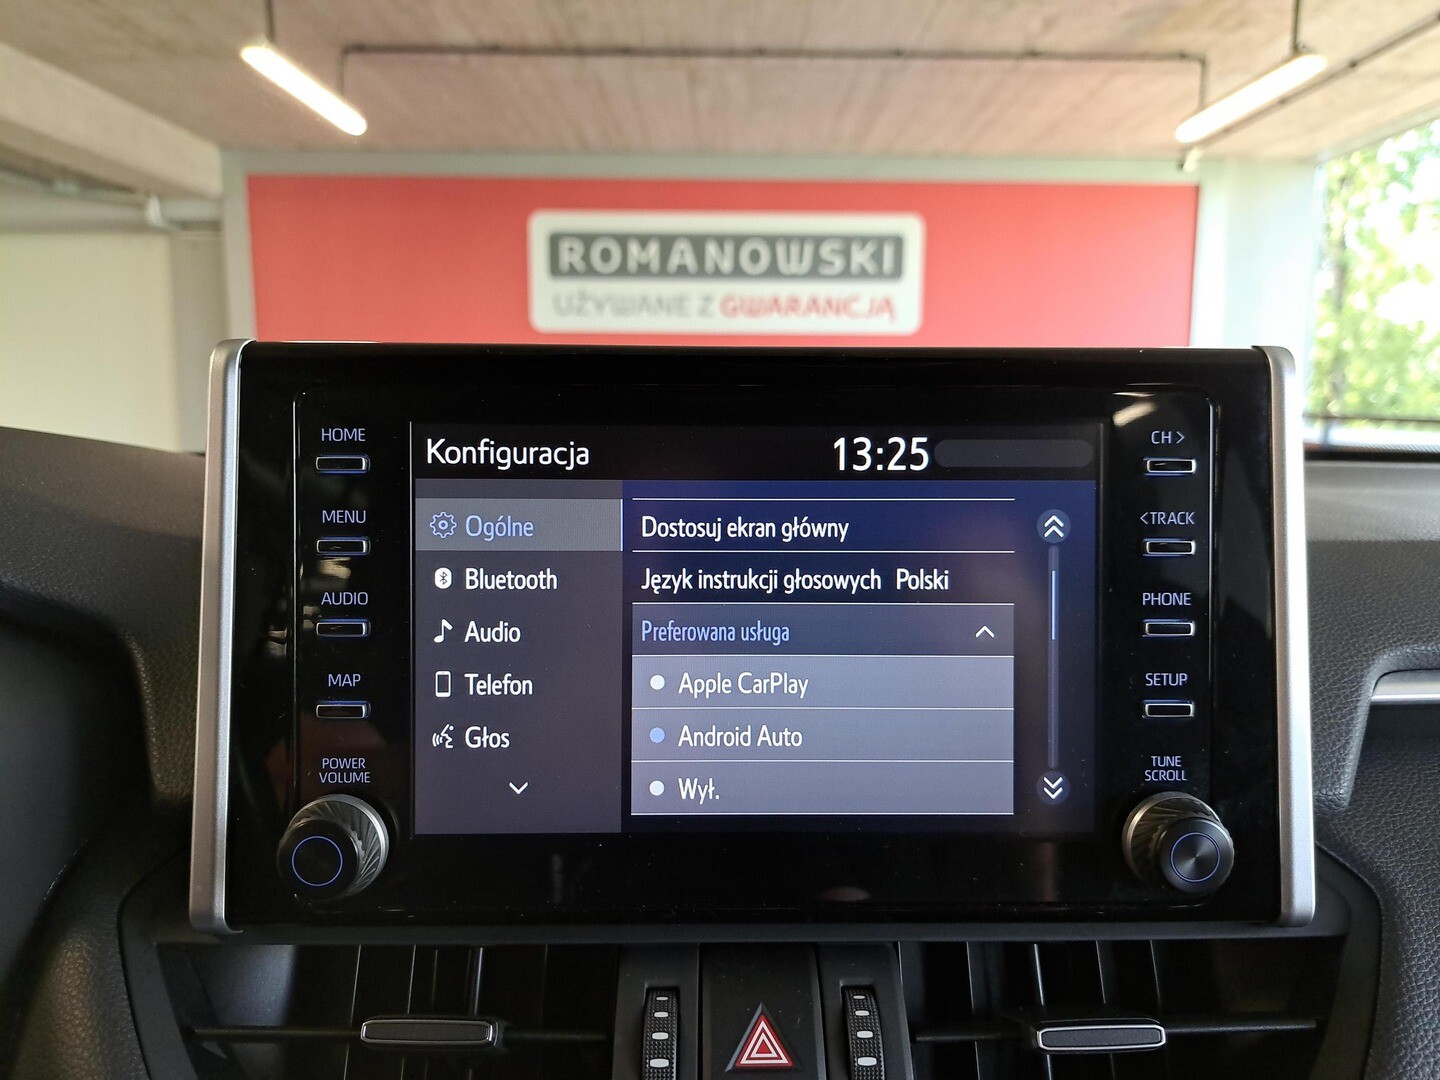 ROMANOWSKI
UŻYWANE Z GWARANCJĄ
HOME
MENU
AUDIO
MAP
POWER
VOLUME
Konfiguracja
13:25
Ogólne
Bluetooth
Audio
Telefon
Głos
Dostosuj ekran główny
Język instrukcji głosowych Polski
Preferowana usługa
Apple CarPlay
Android Auto
Wył.
CH >
<TRACK
PHONE
SETUP
TUNE
SCROLL